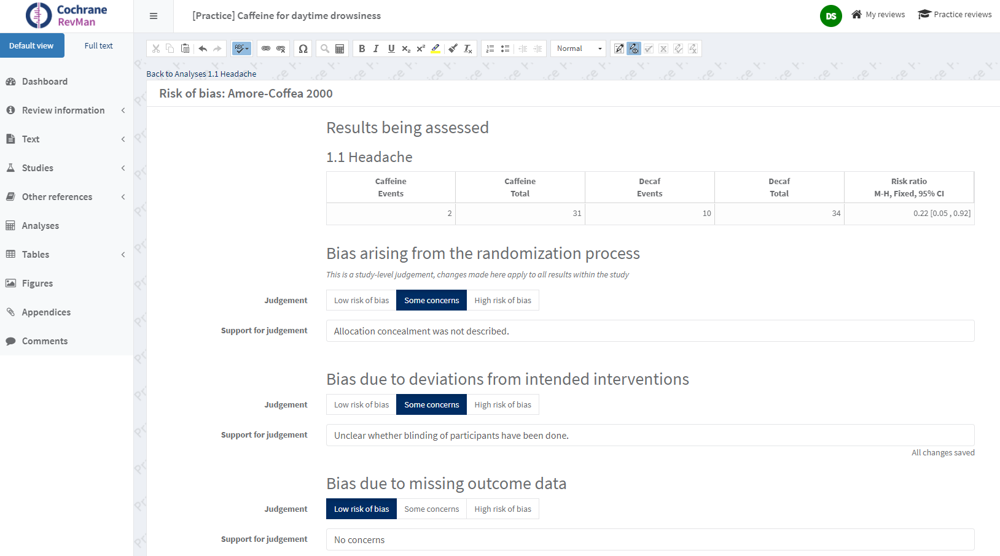 Cochrane
RevMan
[Practice] Caffeine for daytime drowsiness
DS
My reviews
Practice reviews
Default view
Full text
ABC
Ω
B I U x₂ x² Tx
Normal
Dashboard
Review information
Text
Studies
Other references
Analyses
Tables
Figures
Appendices
Comments
Back to Analyses 1.1 Headache
Risk of bias: Amore-Coffea 2000
Results being assessed
1.1 Headache
Caffeine Events
Caffeine Total
Decaf Events
Decaf Total
Risk ratio M-H, Fixed, 95% CI
2 31 10 34 0.22 [0.05 , 0.92]
Bias arising from the randomization process
This is a study-level judgement, changes made here apply to all results within the study
Judgement
Low risk of bias Some concerns High risk of bias
Support for judgement
Allocation concealment was not described.
Bias due to deviations from intended interventions
Judgement
Low risk of bias Some concerns High risk of bias
Support for judgement
Unclear whether blinding of participants have been done.
All changes saved
Bias due to missing outcome data
Judgement
Low risk of bias Some concerns High risk of bias
Support for judgement
No concerns